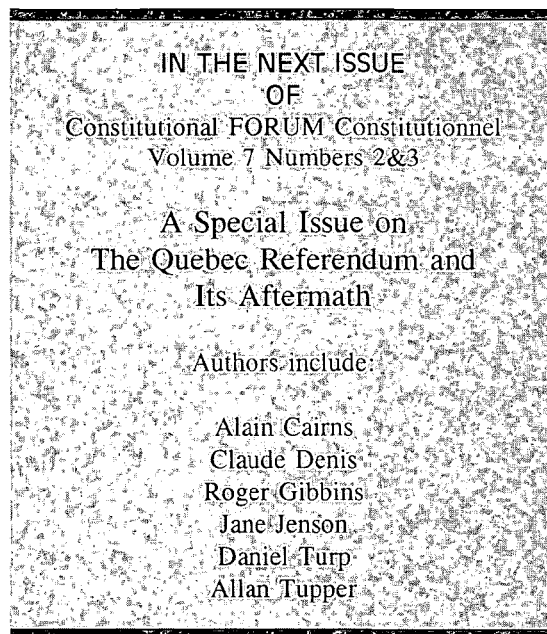 IN THE NEXT ISSUE
OF
Constitutional FORUM Constitutionnel
Volume 7 Numbers 2&3
A Special Issue on
The Quebec Referendum and
Its Aftermath
Authors include:
Alain Cairns
Claude Denis
Roger Gibbins
Jane Jenson
Daniel Turp
Allan Tupper